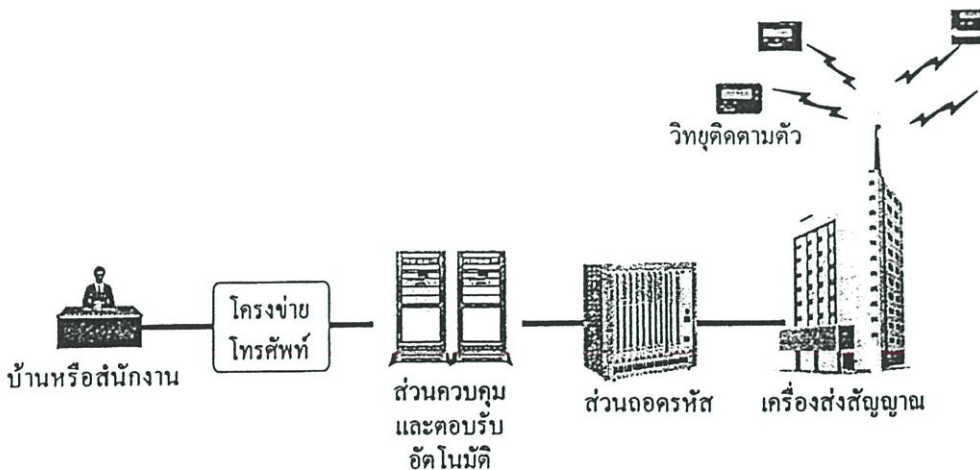 วิทยุติดตามตัว
โครงข่าย
โทรศัพท์
บ้านหรือสำนักงาน
ส่วนควบคุม
และตอบรับ
อัตโนมัติ
ส่วนถอดรหัส
เครื่องส่งสัญญาณ